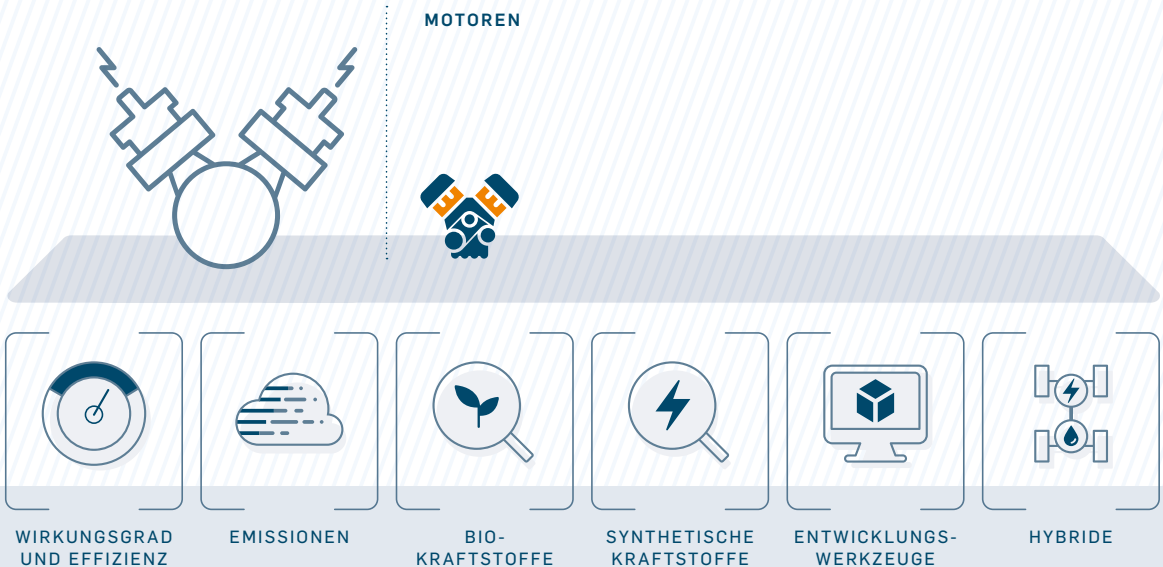 MOTOREN
WIRKUNGSGRAD
UND EFFIZIENZ
EMISSIONEN
BIO-
KRAFTSTOFFE
SYNTHETISCHE
KRAFTSTOFFE
ENTWICKLUNGS-
WERKZEUGE
HYBRIDE